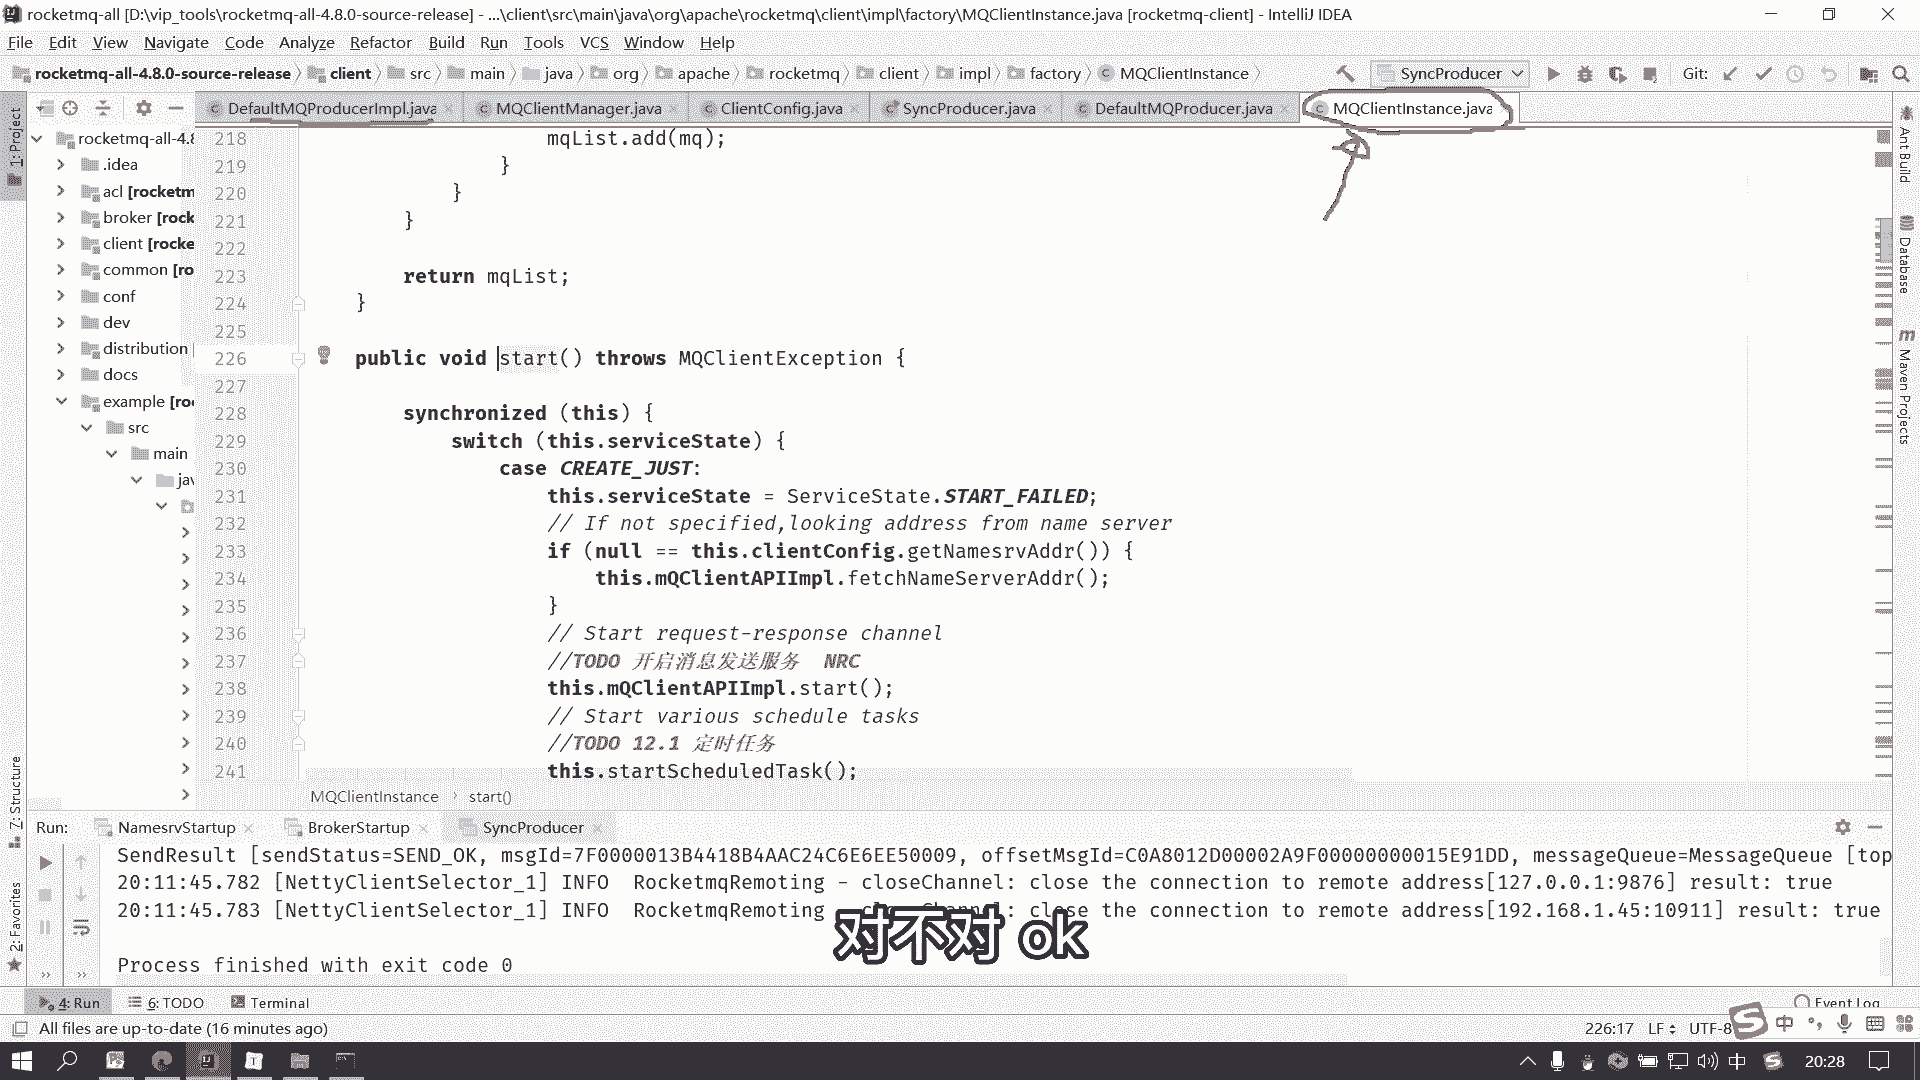 rocketmq-all [D:\vip_tools\rocketmq-all-4.8.0-source-release] - ...\client\src\main\java\org\apache\rocketmq\client\impl\factory\MQClientInstance.java [rocketmq-client] - IntelliJ IDEA
File Edit View Navigate Code Analyze Refactor Build Run Tools VCS Window Help
rocketmq-all-4.8.0-source-release client src main java org apache rocketmq client impl factory MQClientInstance SyncProducer Git:
DefaultMQProducerImpl.java MQClientManager.java ClientConfig.java SyncProducer.java DefaultMQProducer.java MQClientInstance.java
1: Project
rocketmq-all-4.8
.idea
acl [rocketm
broker [rock
client [rocke
common [ro
conf
dev
distribution
docs
example [ro
src
main
jav
218 mqList.add(mq);
219 }
220 }
221 }
222
223 return mqList;
224 }
225
226 public void start() throws MQClientException {
227
228 synchronized (this) {
229 switch (this.serviceState) {
230 case CREATE_JUST:
231 this.serviceState = ServiceState.START_FAILED;
232 // If not specified,looking address from name server
233 if (null == this.clientConfig.getNamesrvAddr()) {
234 this.mQClientAPIImpl.fetchNameServerAddr();
235 }
236 // Start request-response channel
237 //TODO 开启消息发送服务 NRC
238 this.mQClientAPIImpl.start();
239 // Start various schedule tasks
240 //TODO 12.1 定时任务
241 this.startScheduledTask();
MQClientInstance start()
Ant Build
Database
Maven Projects
7: Structure
2: Favorites
Run: NamesrvStartup BrokerStartup SyncProducer
SendResult [sendStatus=SEND_OK, msgId=7F0000013B4418B4AAC24C6E6EE50009, offsetMsgId=C0A8012D00002A9F00000000015E91DD, messageQueue=MessageQueue [top
20:11:45.782 [NettyClientSelector_1] INFO RocketmqRemoting - closeChannel: close the connection to remote address[127.0.0.1:9876] result: true
20:11:45.783 [NettyClientSelector_1] INFO RocketmqRemoting - closeChannel: close the connection to remote address[192.168.1.45:10911] result: true
对不对 ok
Process finished with exit code 0
4: Run 6: TODO Terminal Event Log
All files are up-to-date (16 minutes ago) 226:17 LF UTF-8 中
中 20:28